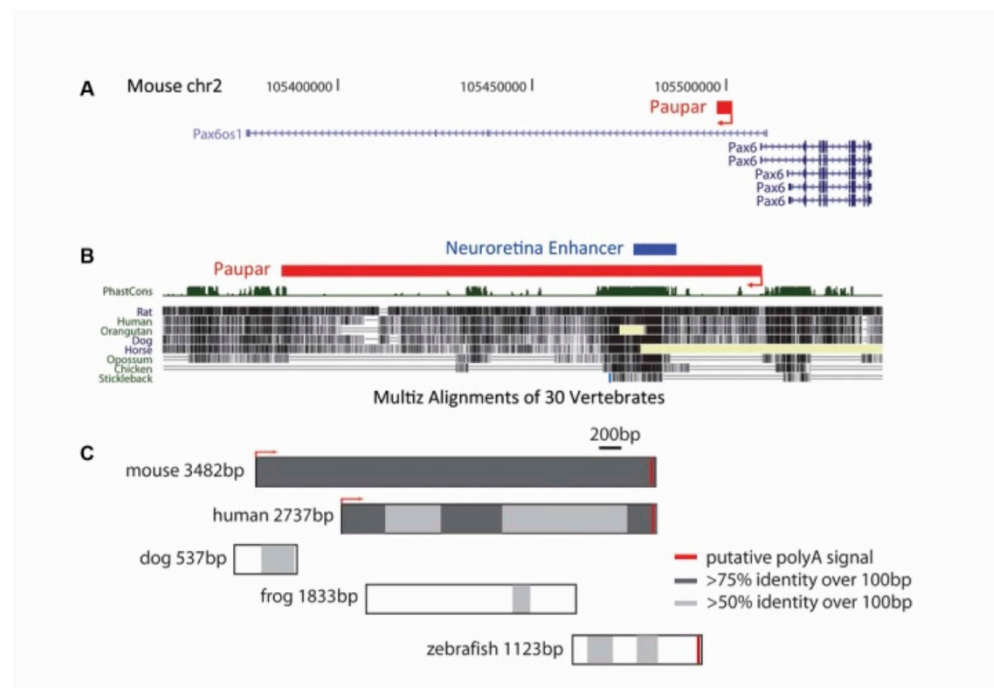 A
Mouse chr2
105400000
105450000
105500000
Paupar
Pax6os1
Pax6
Pax6
Pax6
Pax6
Pax6
B
Neuroretina Enhancer
Paupar
PhastCons
Rat
Human
Orangutan
Dog
Horse
Opossum
Chicken
Stickleback
Multiz Alignments of 30 Vertebrates
C
200bp
mouse 3482bp
human 2737bp
dog 537bp
frog 1833bp
zebrafish 1123bp
putative polyA signal
>75% identity over 100bp
>50% identity over 100bp